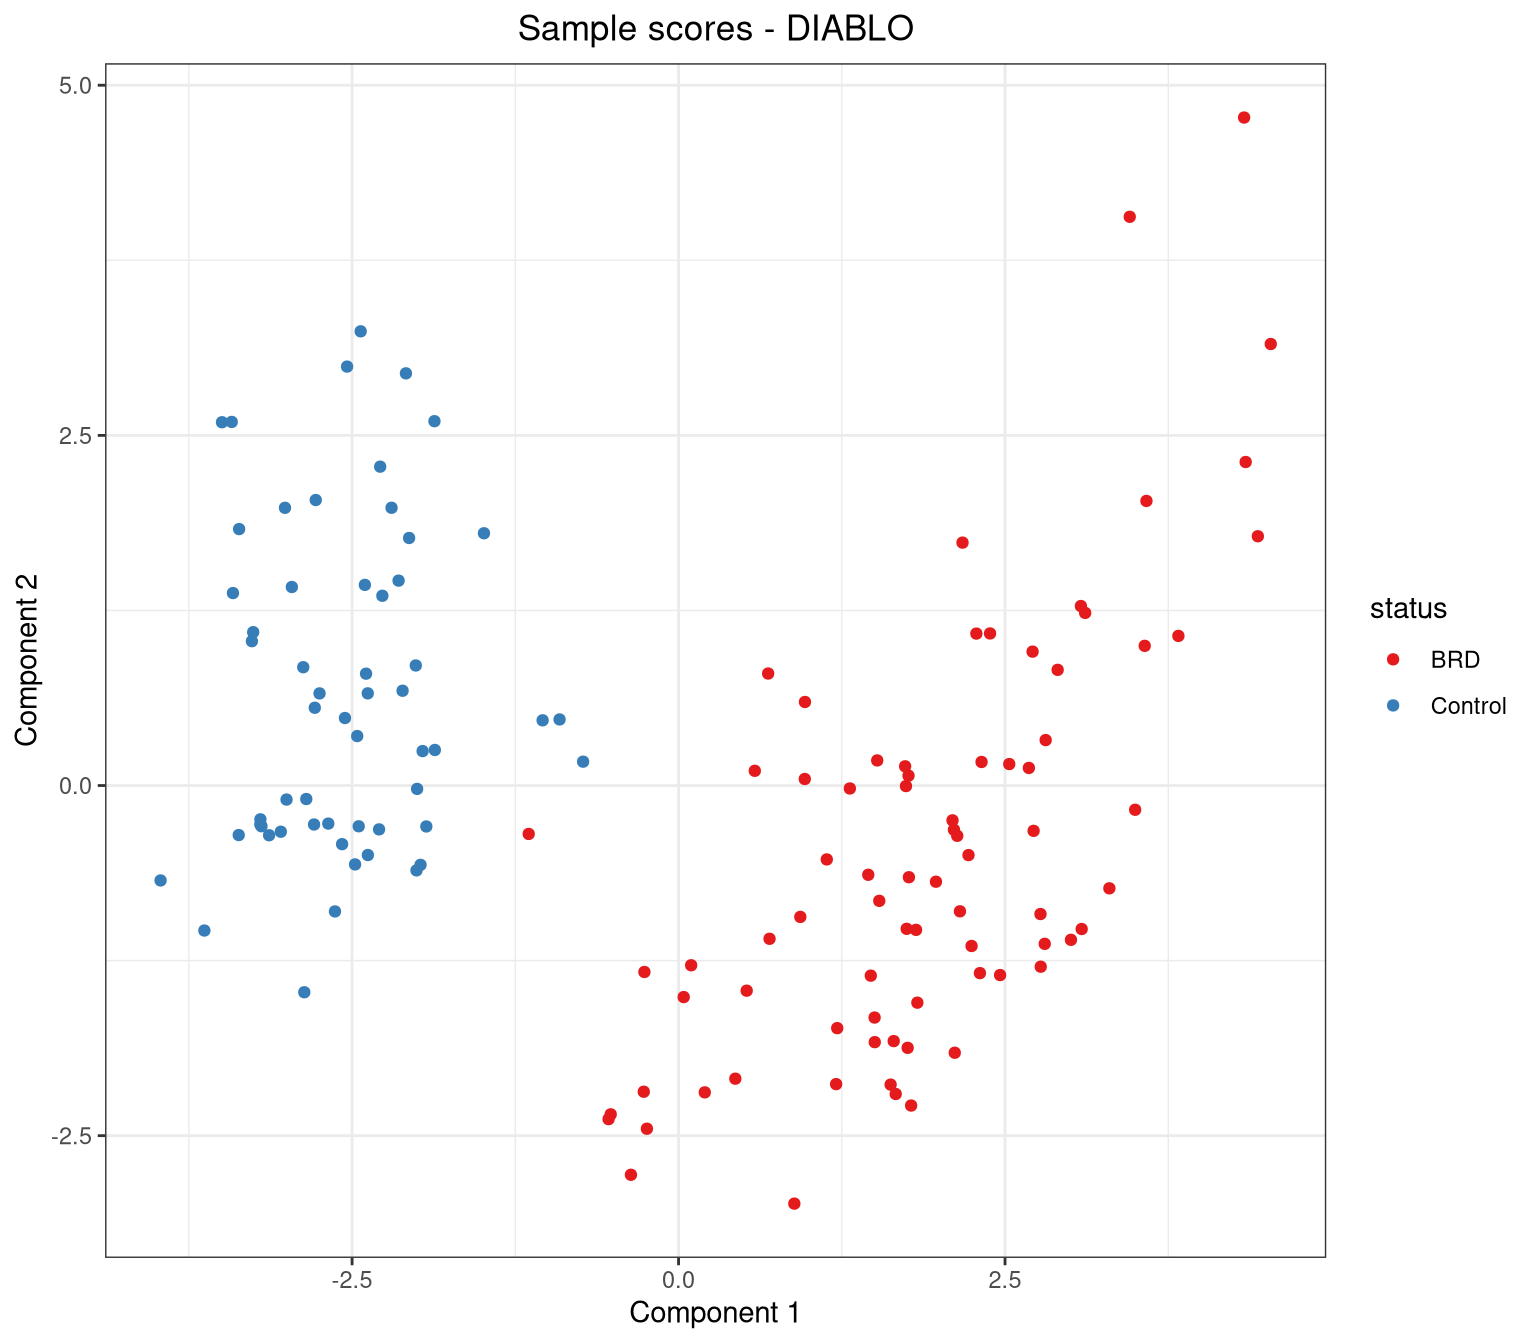 Sample scores - DIABLO
5.0
2.5
0.0
-2.5
Component 2
-2.5 0.0 2.5
Component 1
status
BRD
Control